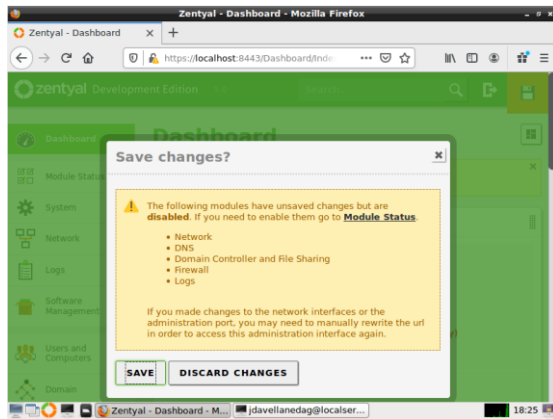 Zentyal - Dashboard - Mozilla Firefox
Zentyal - Dashboard
https://localhost:8443/Dashboard/Inde
zentyal Development Edition
Search
Dashboard
Dashboard
Module Status
System
Network
Logs
Software
Management
Users and
Computers
Domain
Save changes?
The following modules have unsaved changes but are
disabled. If you need to enable them go to Module Status.
• Network
• DNS
• Domain Controller and File Sharing
• Firewall
• Logs
If you made changes to the network interfaces or the
administration port, you may need to manually rewrite the url
in order to access this administration interface again.
SAVE
DISCARD CHANGES
Zentyal - Dashboard - M...
jdavellanedag@localser...
18:25